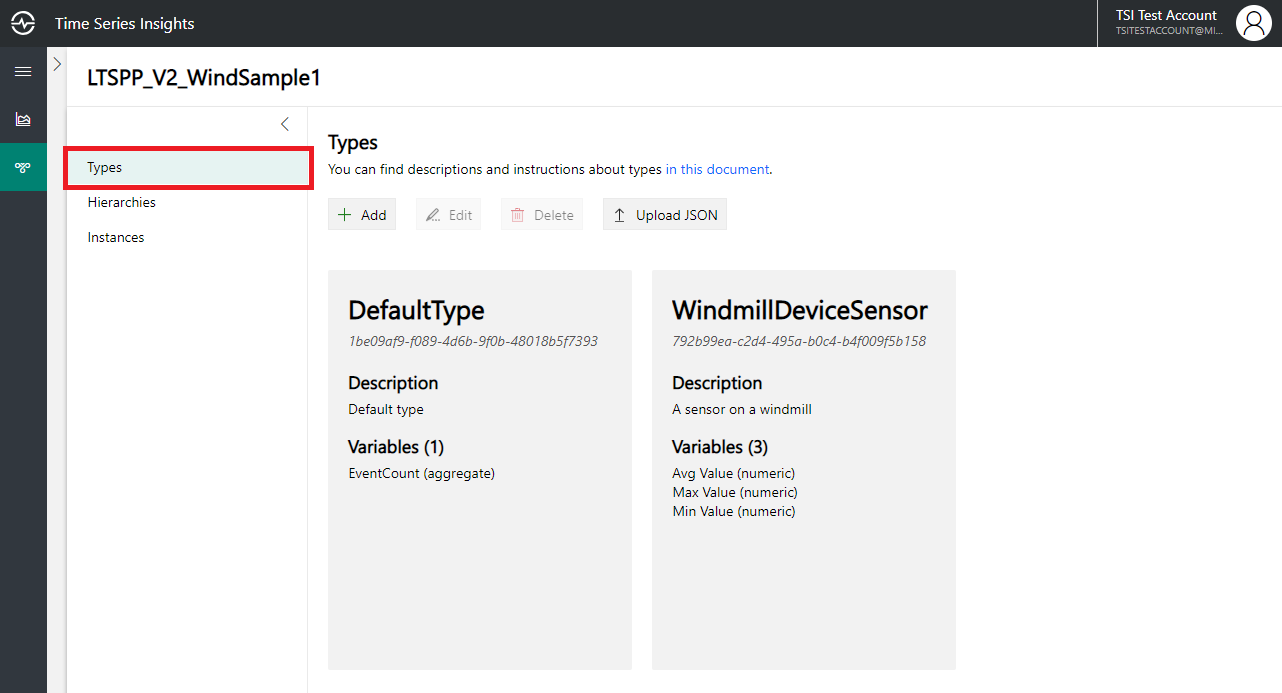 Time Series Insights
TSI Test Account
TSITESTACCOUNT@MI...
LTSPP_V2_WindSample1
Types
Hierarchies
Instances
Types
You can find descriptions and instructions about types in this document.
Add Edit Delete Upload JSON
DefaultType
1be09af9-f089-4d6b-9f0b-48018b5f7393
Description
Default type
Variables (1)
EventCount (aggregate)
WindmillDeviceSensor
792b99ea-c2d4-495a-b0c4-b4f009f5b158
Description
A sensor on a windmill
Variables (3)
Avg Value (numeric)
Max Value (numeric)
Min Value (numeric)